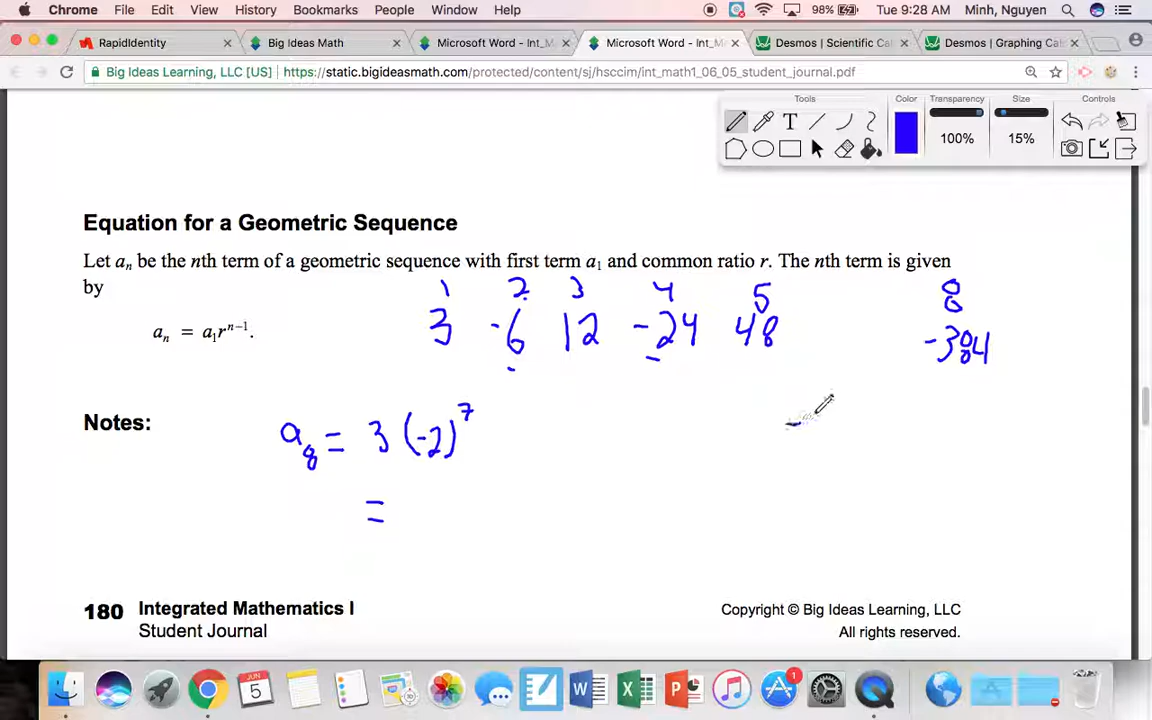 Chrome File Edit View History Bookmarks People Window Help 98% Tue 9:28 AM Minh, Nguyen
RapidIdentity Big Ideas Math Microsoft Word - Int_M Microsoft Word - Int_M Desmos | Scientific Ca Desmos | Graphing Ca
Big Ideas Learning, LLC [US] https://static.bigideasmath.com/protected/content/sj/hsccim/int_math1_06_05_student_journal.pdf
Tools Color Transparency Size Controls
T 100% 15%
Equation for a Geometric Sequence
Let aₙ be the nth term of a geometric sequence with first term a₁ and common ratio r. The nth term is given
by
1 2 3 4 5 8
aₙ = a₁rⁿ⁻¹. 3 -6 12 -24 48 -384
Notes: a₈ = 3(-2)⁷
=
180 Integrated Mathematics I Copyright © Big Ideas Learning, LLC
Student Journal All rights reserved.
JUN
5
W X P 1